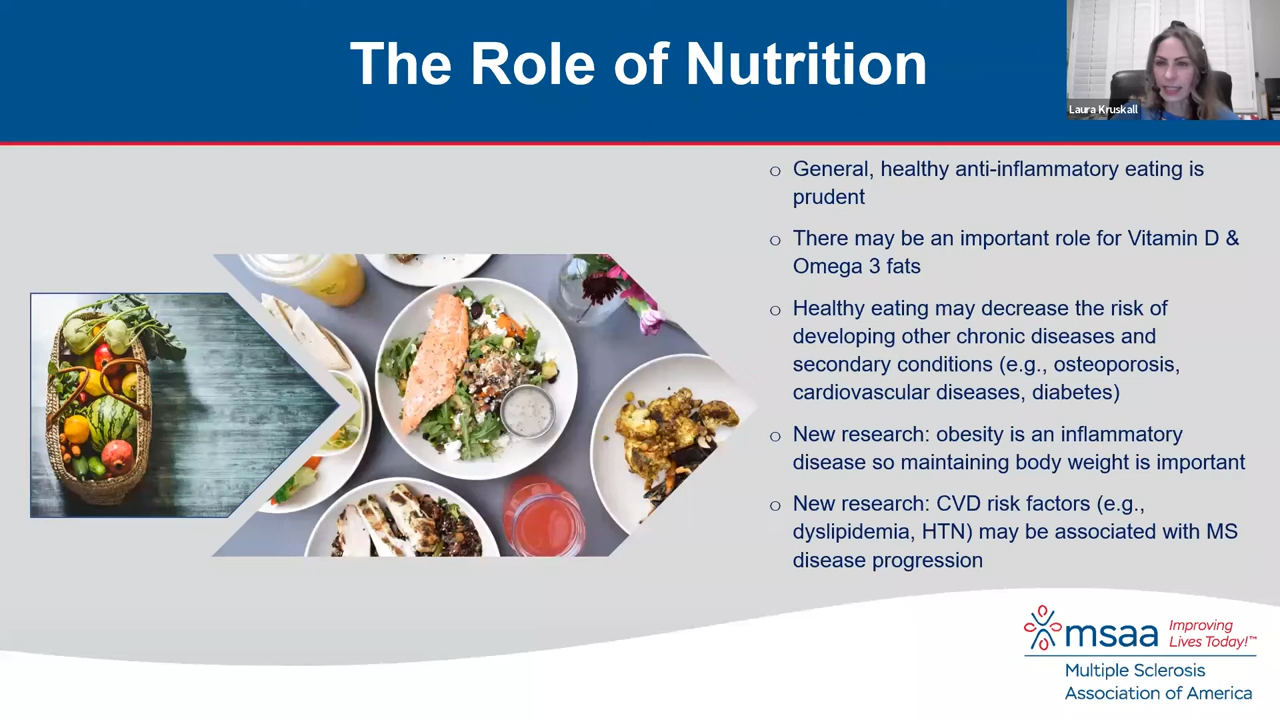 The Role of Nutrition
Laura Kruskall
○ General, healthy anti-inflammatory eating is
prudent
○ There may be an important role for Vitamin D &
Omega 3 fats
○ Healthy eating may decrease the risk of
developing other chronic diseases and
secondary conditions (e.g., osteoporosis,
cardiovascular diseases, diabetes)
○ New research: obesity is an inflammatory
disease so maintaining body weight is important
○ New research: CVD risk factors (e.g.,
dyslipidemia, HTN) may be associated with MS
disease progression
msaa
Improving
Lives Today!™
Multiple Sclerosis
Association of America